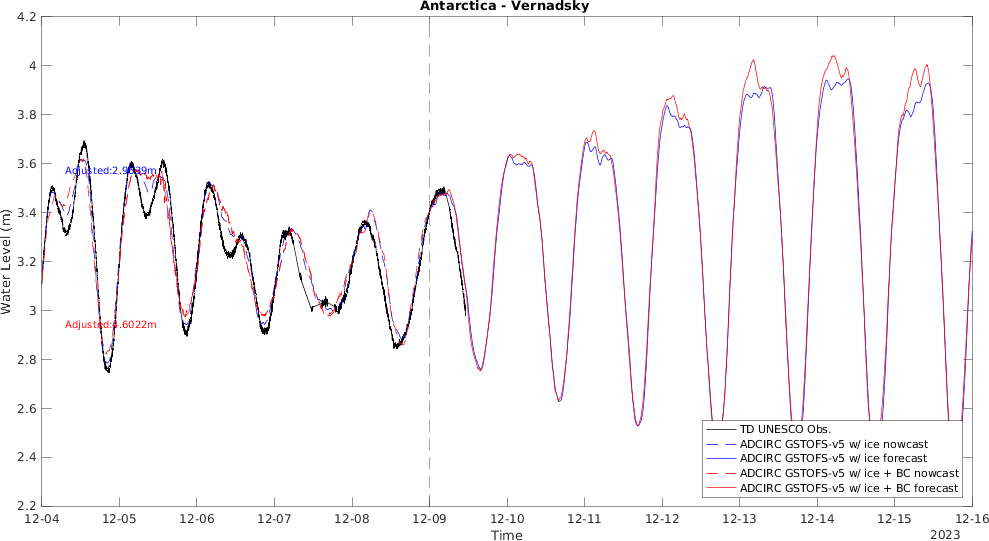 Antarctica - Vernadsky
4.2
4
3.8
3.6
3.4
3.2
3
2.8
2.6
2.4
2.2
Water Level (m)
TD UNESCO Obs.
ADCIRC GSTOFS-v5 w/ ice nowcast
ADCIRC GSTOFS-v5 w/ ice forecast
ADCIRC GSTOFS-v5 w/ ice + BC nowcast
ADCIRC GSTOFS-v5 w/ ice + BC forecast
12-04 12-05 12-06 12-07 12-08 12-09 12-10 12-11 12-12 12-13 12-14 12-15 12-16
Time
2023